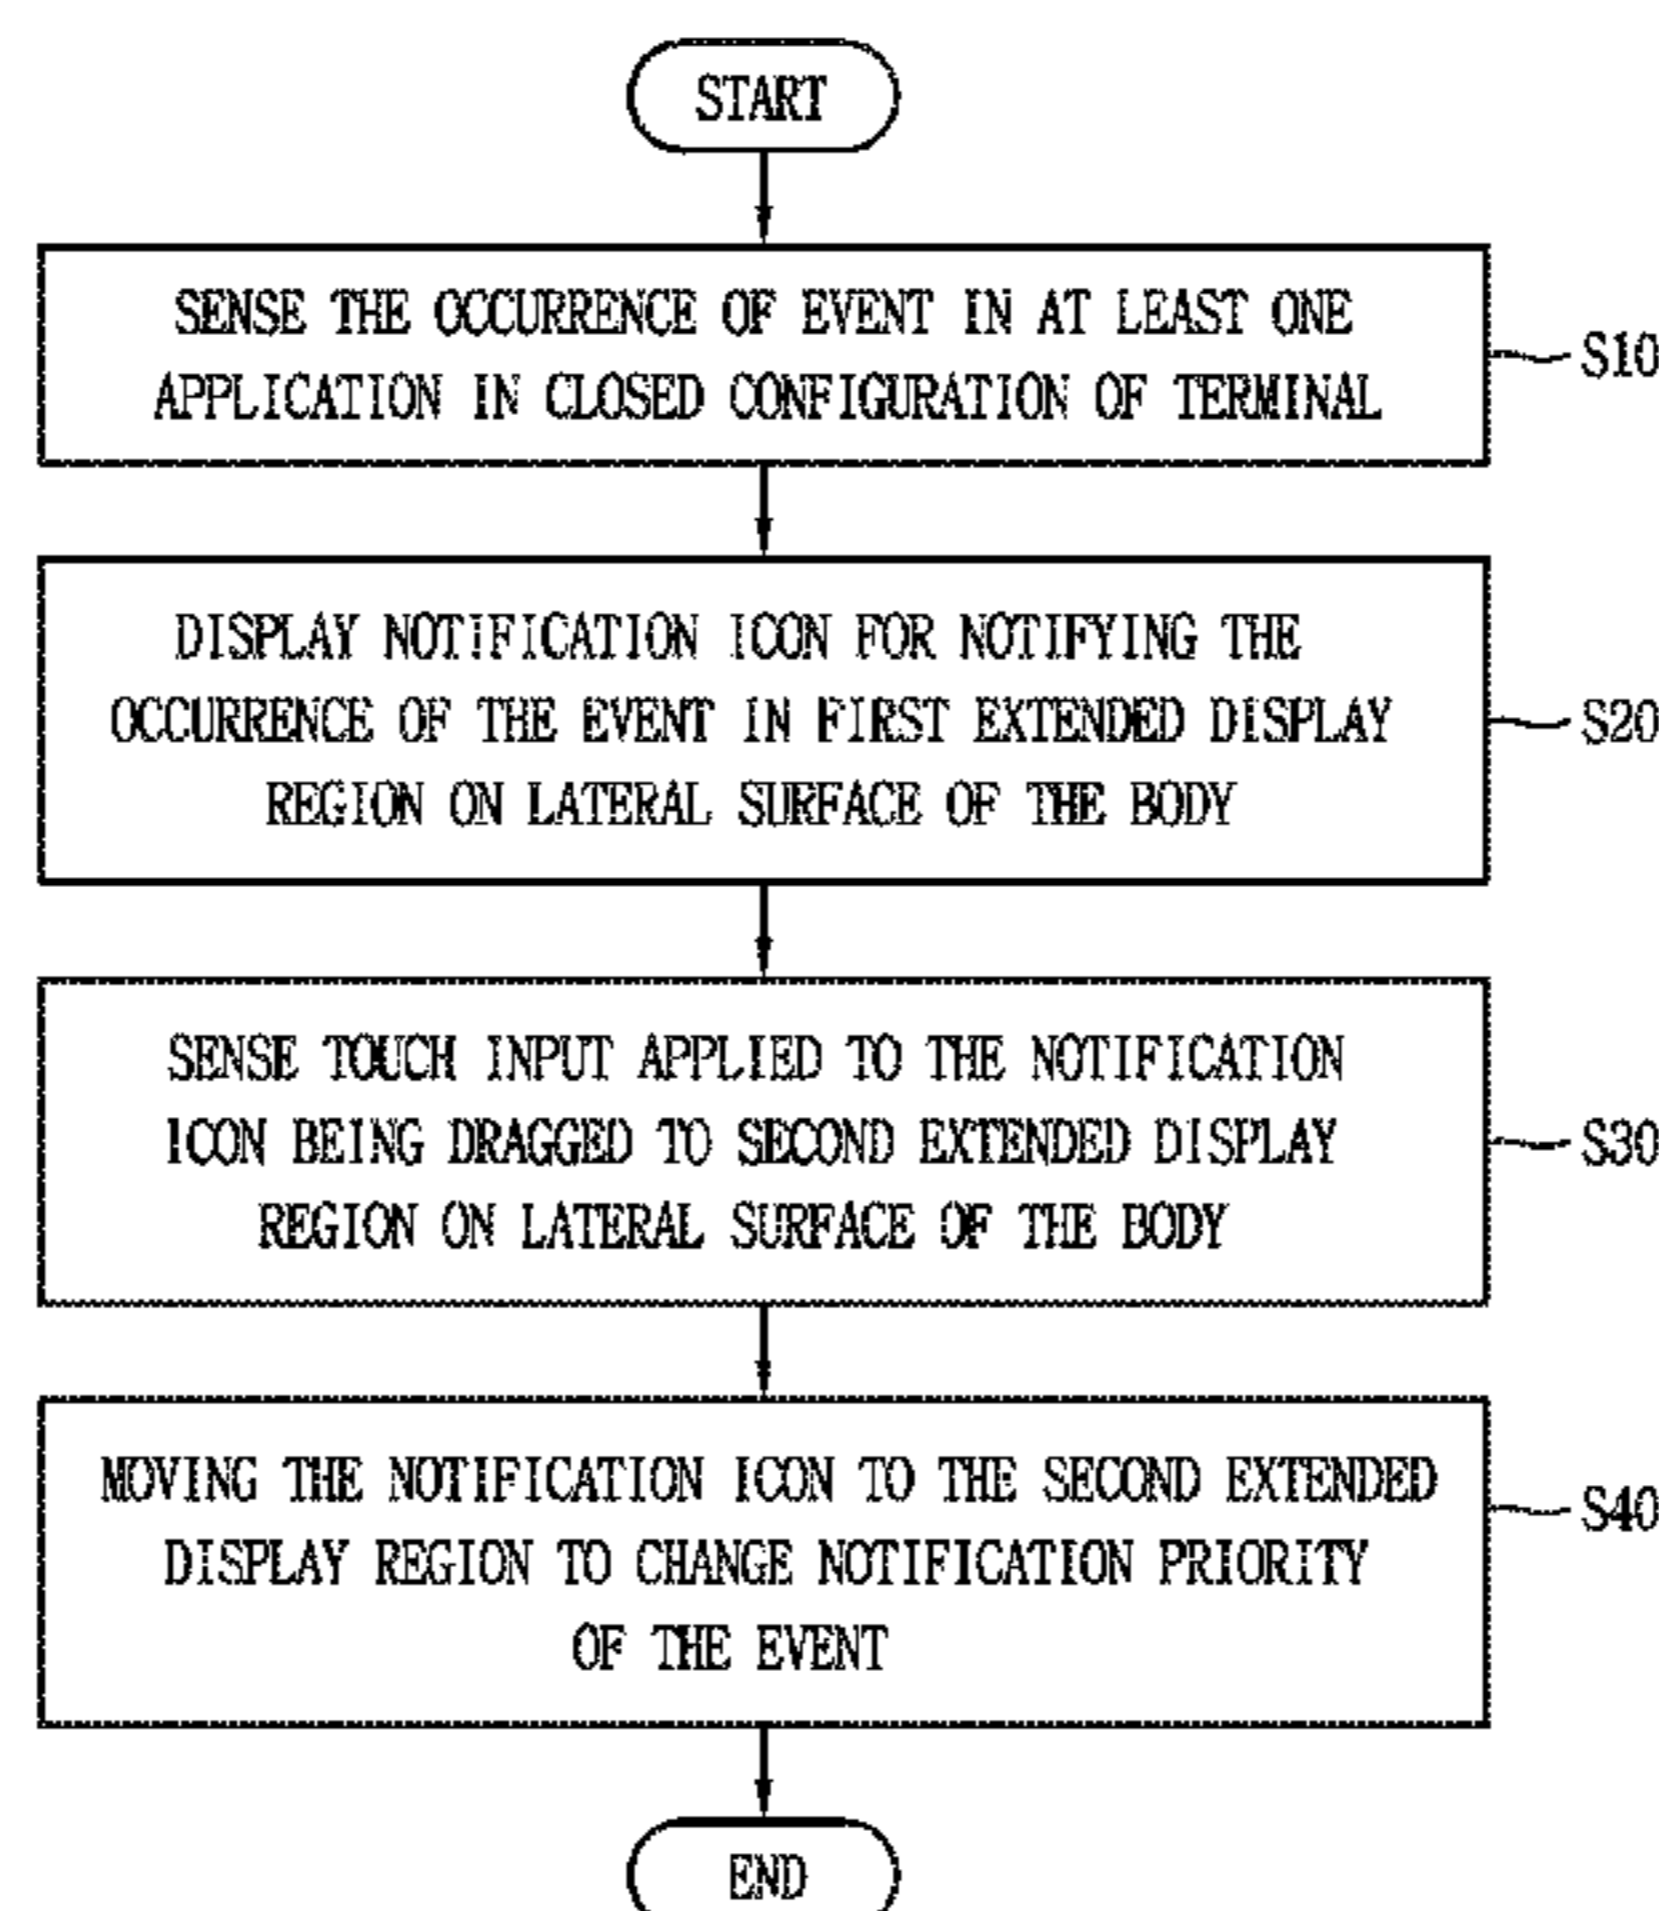 START
SENSE THE OCCURRENCE OF EVENT IN AT LEAST ONE
APPLICATION IN CLOSED CONFIGURATION OF TERMINAL
S10
DISPLAY NOTIFICATION ICON FOR NOTIFYING THE
OCCURRENCE OF THE EVENT IN FIRST EXTENDED DISPLAY
REGION ON LATERAL SURFACE OF THE BODY
S20
SENSE TOUCH INPUT APPLIED TO THE NOTIFICATION
ICON BEING DRAGGED TO SECOND EXTENDED DISPLAY
REGION ON LATERAL SURFACE OF THE BODY
S30
MOVING THE NOTIFICATION ICON TO THE SECOND EXTENDED
DISPLAY REGION TO CHANGE NOTIFICATION PRIORITY
OF THE EVENT
S40
END